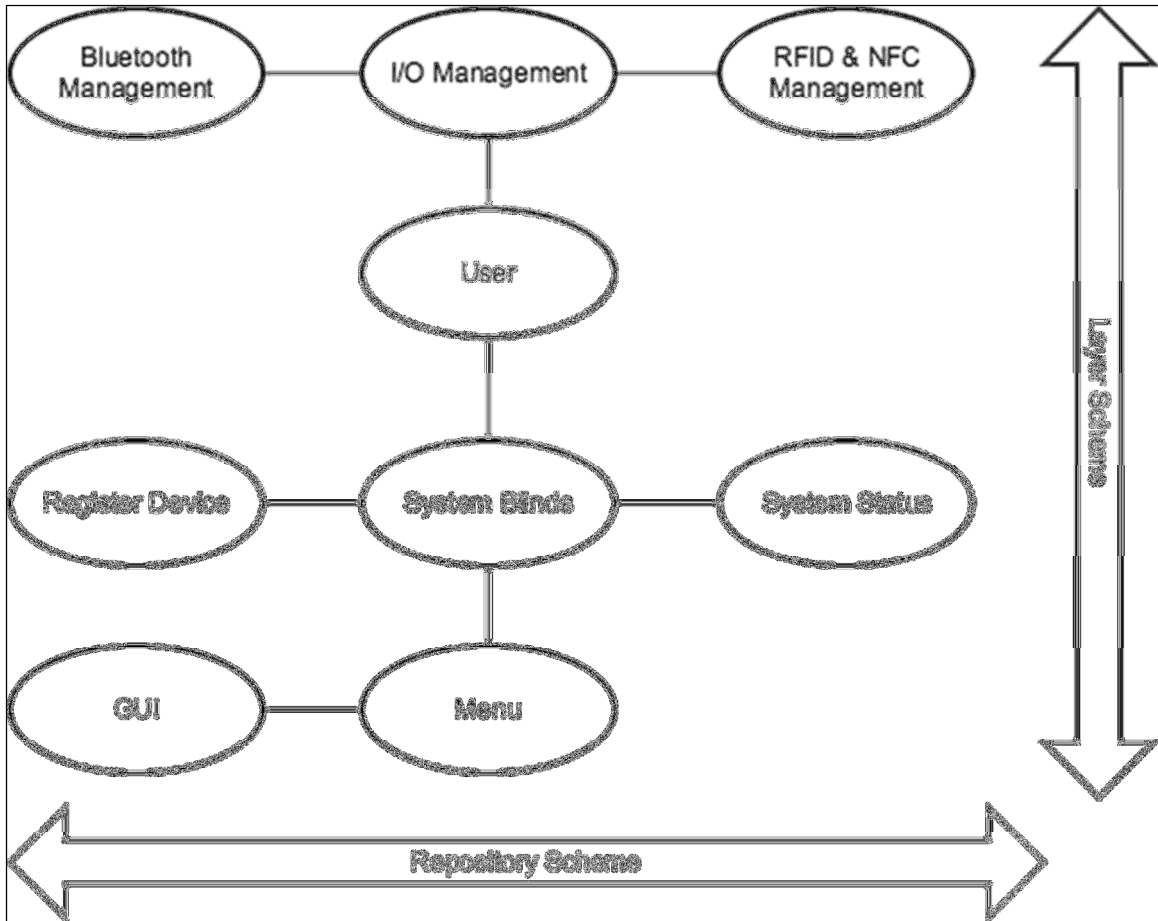 Bluetooth
Management
I/O Management
RFID & NFC
Management
User
Register Device
System Blinds
System Status
GUI
Menu
Layer Scheme
Repository Scheme